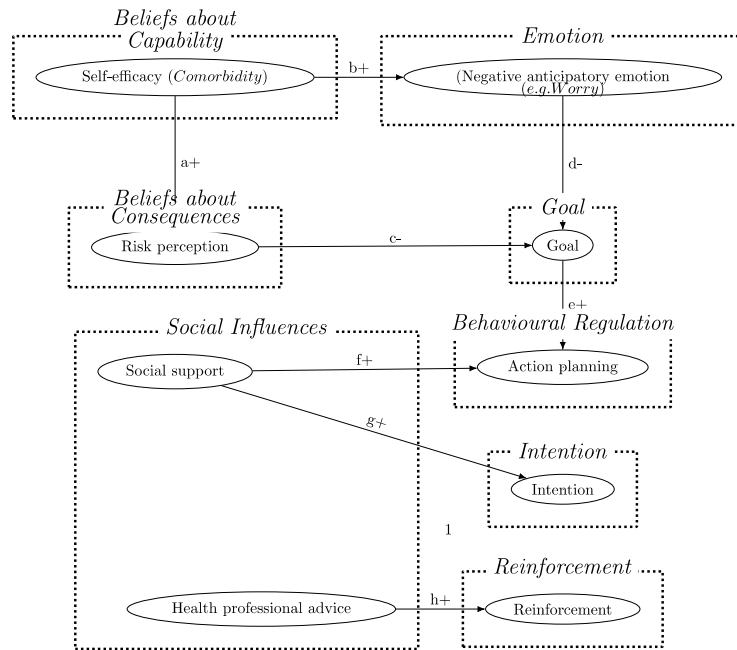 Beliefs about
Capability
Emotion
Self-efficacy (Comorbidity)
b+
(Negative anticipatory emotion
(e.g.Worry)
a+
d-
Beliefs about
Consequences
Goal
Risk perception
c-
Goal
e+
Social Influences
Behavioural Regulation
Social support
f+
Action planning
g+
Intention
Intention
1
Reinforcement
Health professional advice
h+
Reinforcement